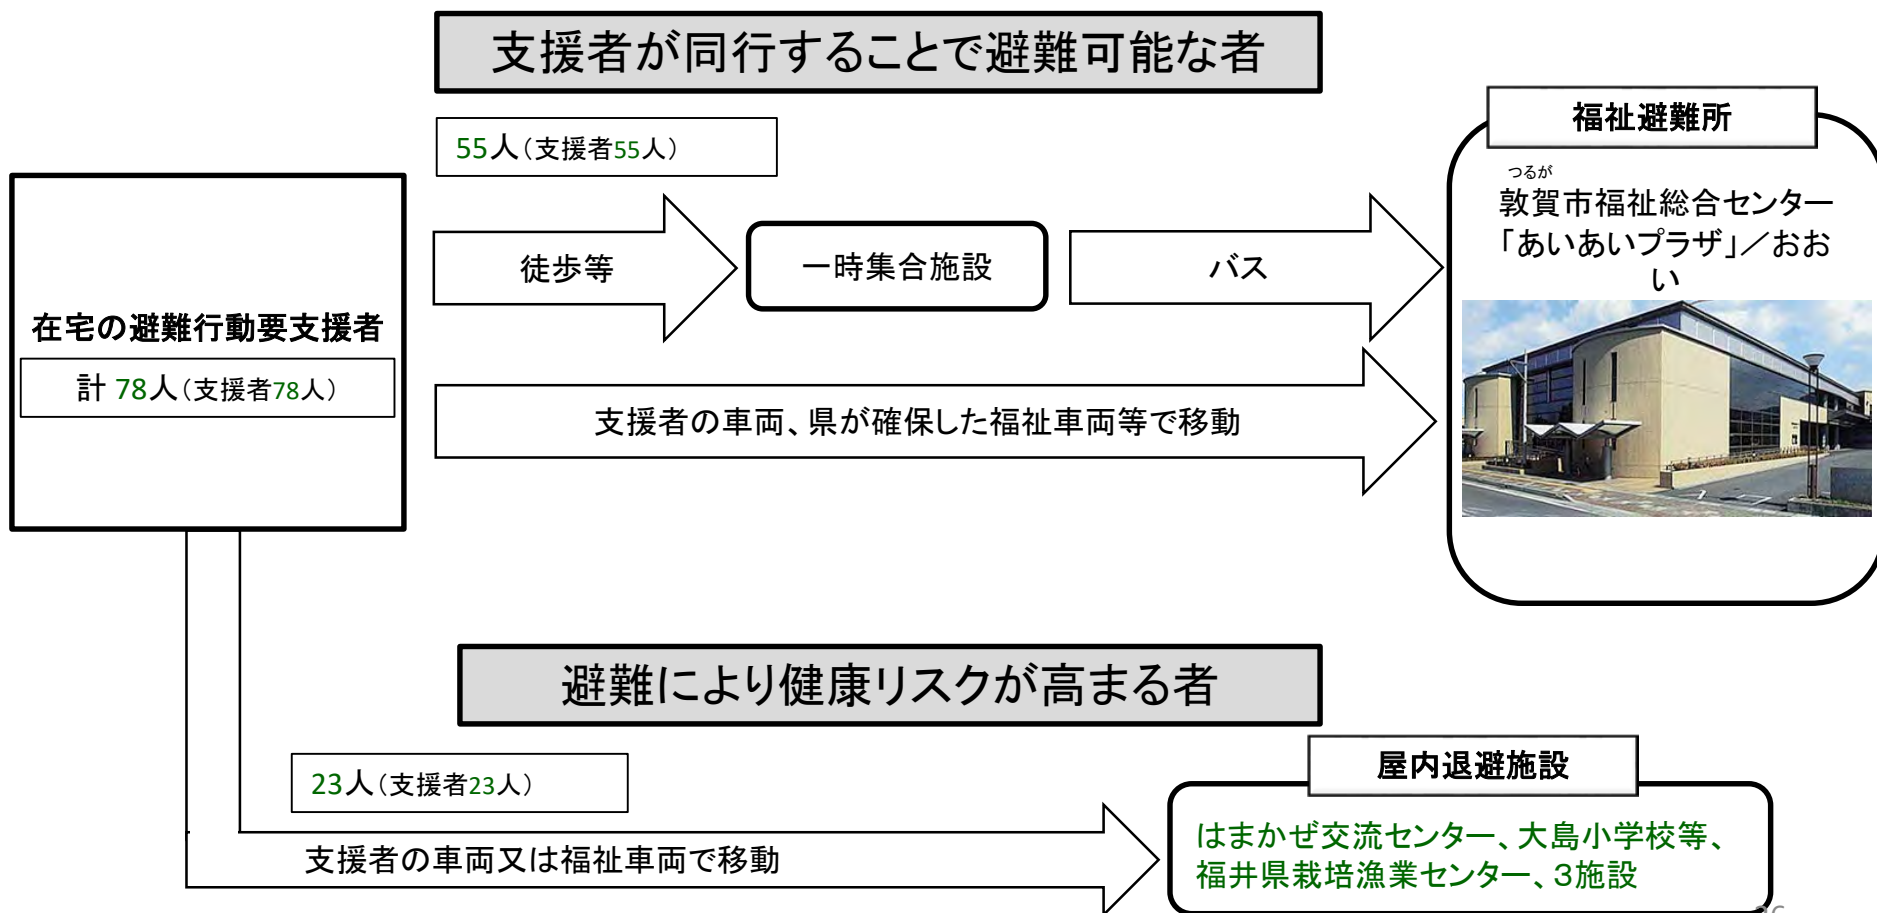 支援者が同行することで避難可能な者
55人（支援者55人）
福祉避難所
つるが
敦賀市福祉総合センター
「あいあいプラザ」／おお
い
徒歩等
一時集合施設
バス
在宅の避難行動要支援者
計 78人（支援者78人）
支援者の車両、県が確保した福祉車両等で移動
避難により健康リスクが高まる者
23人（支援者23人）
屋内退避施設
支援者の車両又は福祉車両で移動
はまかぜ交流センター、大島小学校等、
福井県栽培漁業センター、3施設